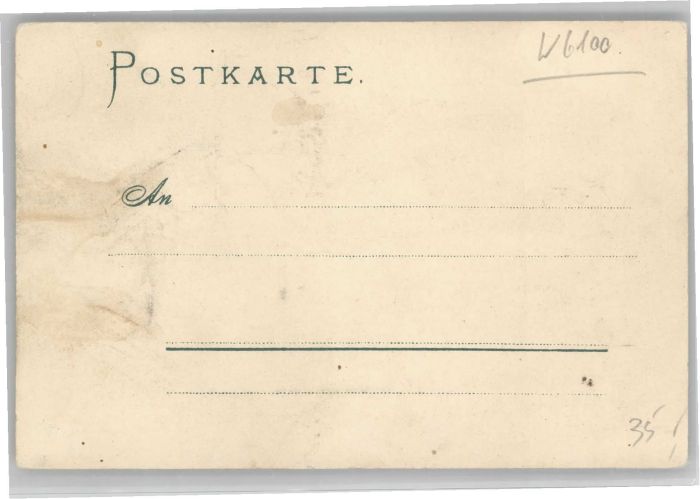 W6100.
POSTKARTE.
An
35